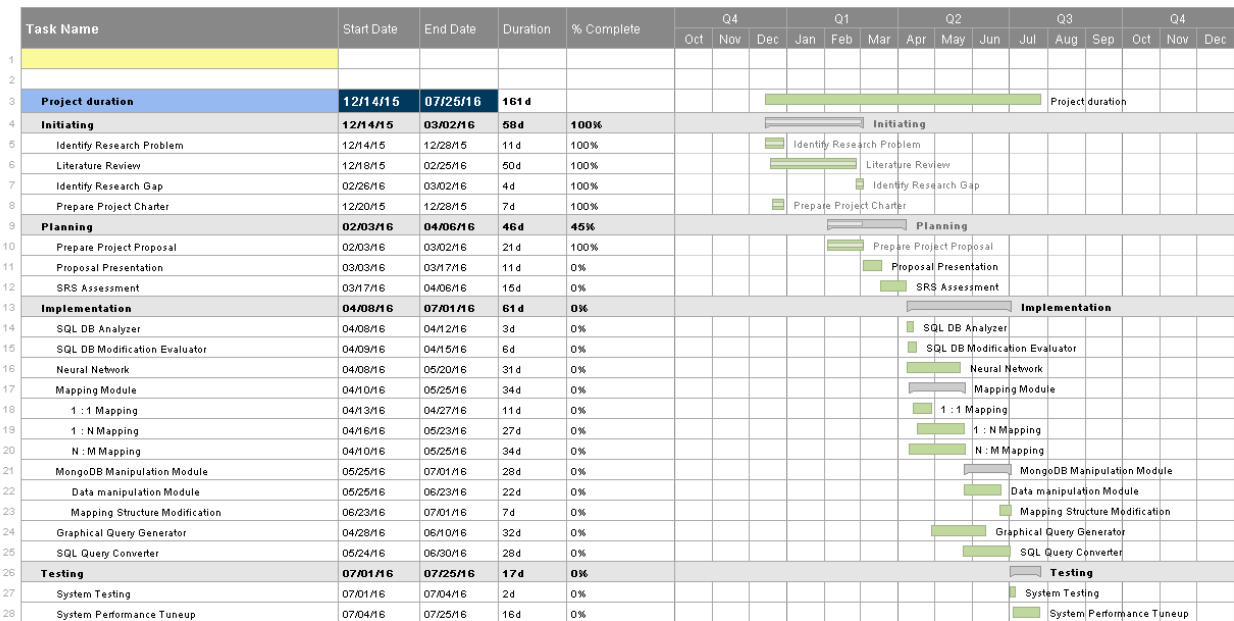 Task Name Start Date End Date Duration % Complete Q4 Q1 Q2 Q3 Q4
Oct Nov Dec Jan Feb Mar Apr May Jun Jul Aug Sep Oct Nov Dec
1
2
3 Project duration 12/14/15 07/25/16 161d Project duration
4 Initiating 12/14/15 03/02/16 58d 100% Initiating
5 Identify Research Problem 12/14/15 12/28/15 11d 100% Identify Research Problem
6 Literature Review 12/18/15 02/25/16 50d 100% Literature Review
7 Identify Research Gap 02/26/16 03/02/16 4d 100% Identify Research Gap
8 Prepare Project Charter 12/20/15 12/28/15 7d 100% Prepare Project Charter
9 Planning 02/03/16 04/06/16 46d 45% Planning
10 Prepare Project Proposal 02/03/16 03/02/16 21d 100% Prepare Project Proposal
11 Proposal Presentation 03/03/16 03/17/16 11d 0% Proposal Presentation
12 SRS Assessment 03/17/16 04/06/16 15d 0% SRS Assessment
13 Implementation 04/08/16 07/01/16 61d 0% Implementation
14 SQL DB Analyzer 04/08/16 04/12/16 3d 0% SQL DB Analyzer
15 SQL DB Modification Evaluator 04/09/16 04/15/16 6d 0% SQL DB Modification Evaluator
16 Neural Network 04/08/16 05/20/16 31d 0% Neural Network
17 Mapping Module 04/10/16 05/25/16 34d 0% Mapping Module
18 1 : 1 Mapping 04/13/16 04/27/16 11d 0% 1 : 1 Mapping
19 1 : N Mapping 04/16/16 05/23/16 27d 0% 1 : N Mapping
20 N : M Mapping 04/10/16 05/25/16 34d 0% N : M Mapping
21 MongoDB Manipulation Module 05/25/16 07/01/16 28d 0% MongoDB Manipulation Module
22 Data manipulation Module 05/25/16 06/23/16 22d 0% Data manipulation Module
23 Mapping Structure Modification 06/23/16 07/01/16 7d 0% Mapping Structure Modification
24 Graphical Query Generator 04/28/16 06/10/16 32d 0% Graphical Query Generator
25 SQL Query Converter 05/24/16 06/30/16 28d 0% SQL Query Converter
26 Testing 07/01/16 07/25/16 17d 0% Testing
27 System Testing 07/01/16 07/04/16 2d 0% System Testing
28 System Performance Tuneup 07/04/16 07/25/16 16d 0% System Performance Tuneup